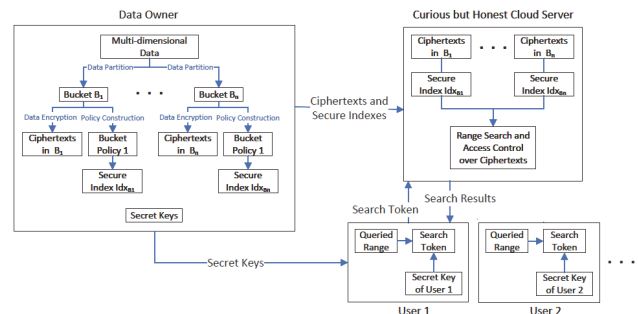 Data Owner
Multi-dimensional
Data
Data Partition
Data Partition
Bucket B1
. . .
Bucket Bn
Data Encryption
Policy Construction
Data Encryption
Policy Construction
Ciphertexts
in B1
Bucket
Policy 1
Ciphertexts
in Bn
Bucket
Policy 1
Secure
Index IdxB1
Secure
Index IdxBn
Secret Keys
Ciphertexts and
Secure Indexes
Curious but Honest Cloud Server
Ciphertexts
in B1
. . .
Ciphertexts
in Bn
Secure
Index IdxB1
Secure
Index IdxBn
Range Search and
Access Control
over Ciphertexts
Search Token
Search Results
Secret Keys
Queried
Range
Search
Token
Secret Key
of User 1
User 1
Queried
Range
Search
Token
Secret Key
of User 2
User 2
. . .